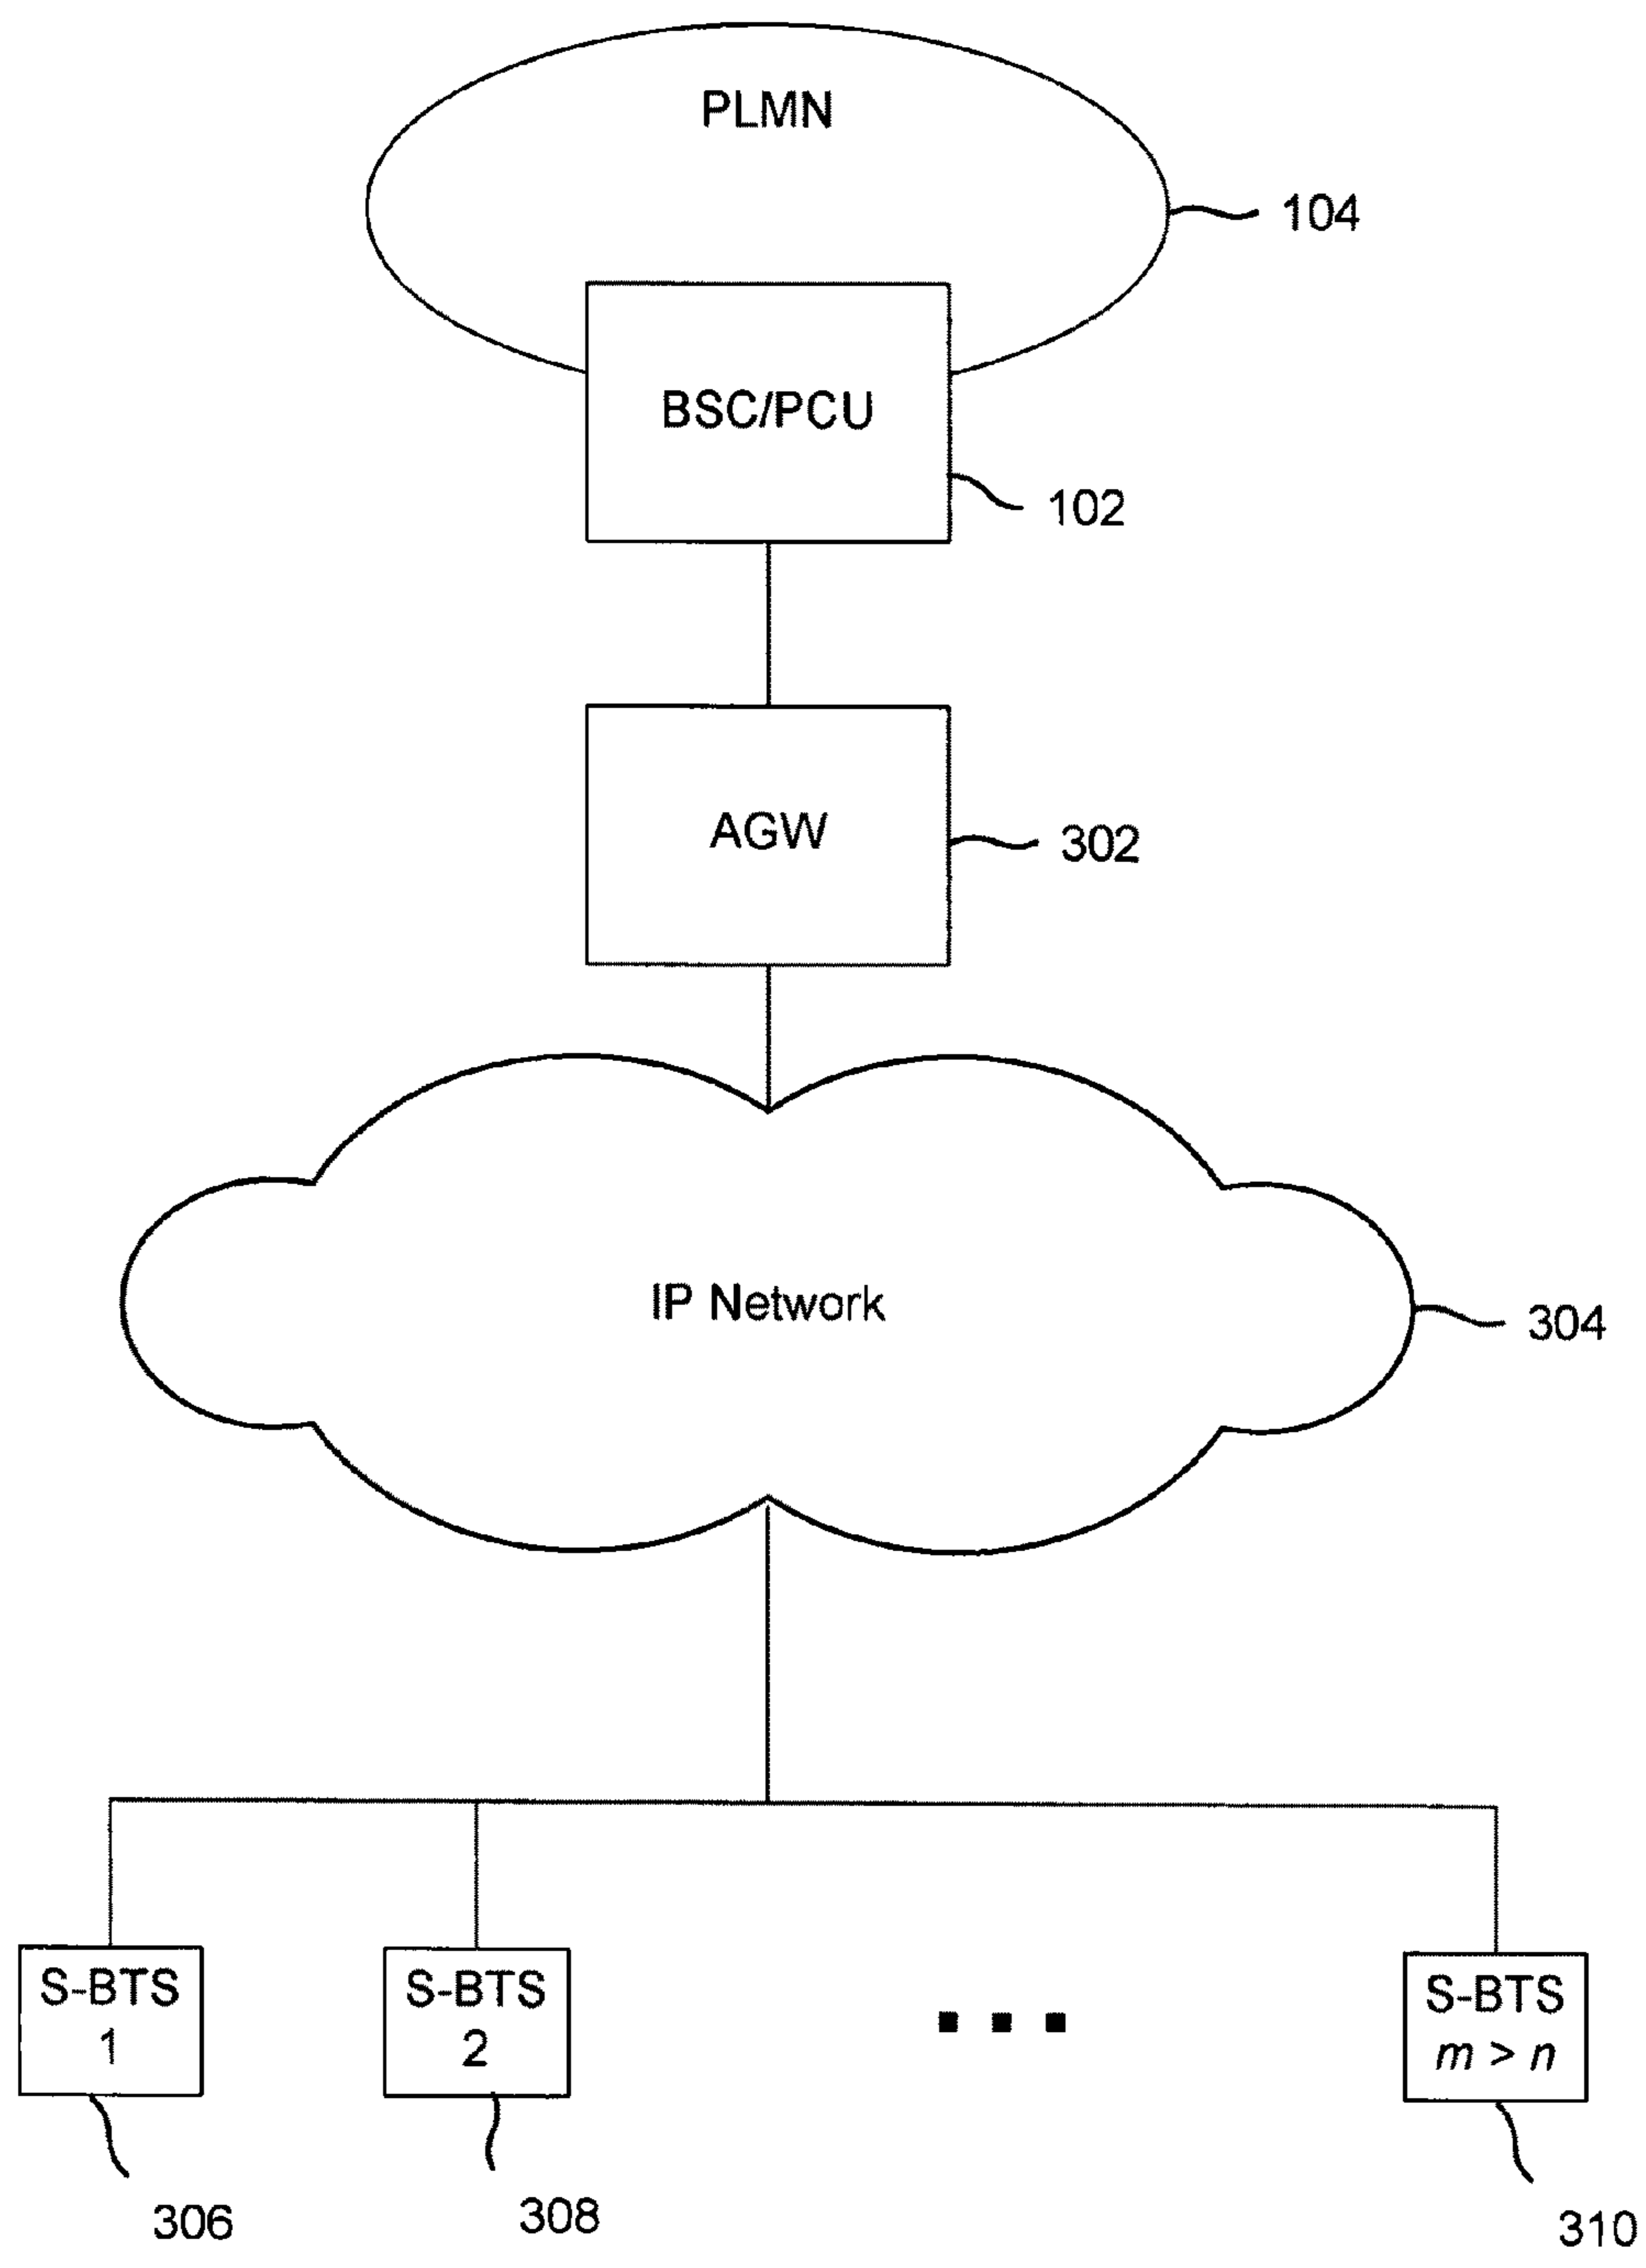 PLMN
104
BSC/PCU
102
AGW
302
IP Network
304
S-BTS
1
S-BTS
2
S-BTS
m > n
306
308
310